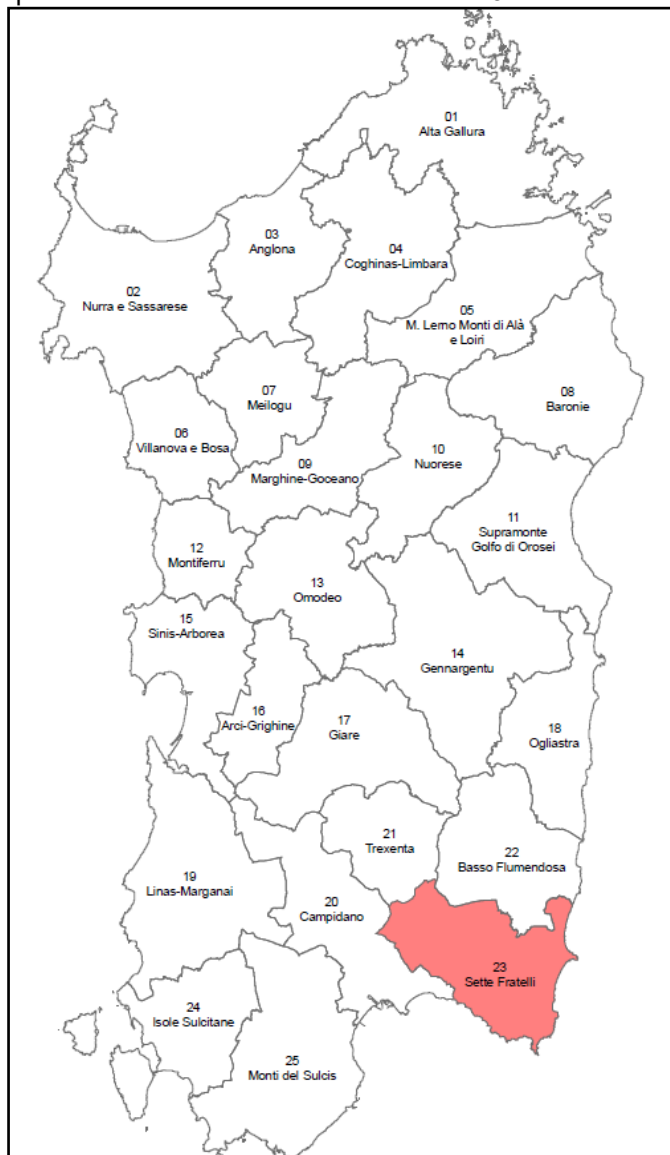 01
Alta Gallura
03
Anglona
04
Coghinas-Limbara
02
Nurra e Sassarese
05
M. Lerno Monti di Alà
e Loiri
07
Meilogu
08
Baronie
06
Villanova e Bosa
09
Marghine-Goceano
10
Nuorese
11
Supramonte
Golfo di Orosei
12
Montiferru
13
Omodeo
15
Sinis-Arborea
14
Gennargentu
16
Arci-Grighine
17
Giare
18
Ogliastra
21
Trexenta
22
Basso Flumendosa
19
Linas-Marganai
20
Campidano
23
Sette Fratelli
24
Isole Sulcitane
25
Monti del Sulcis